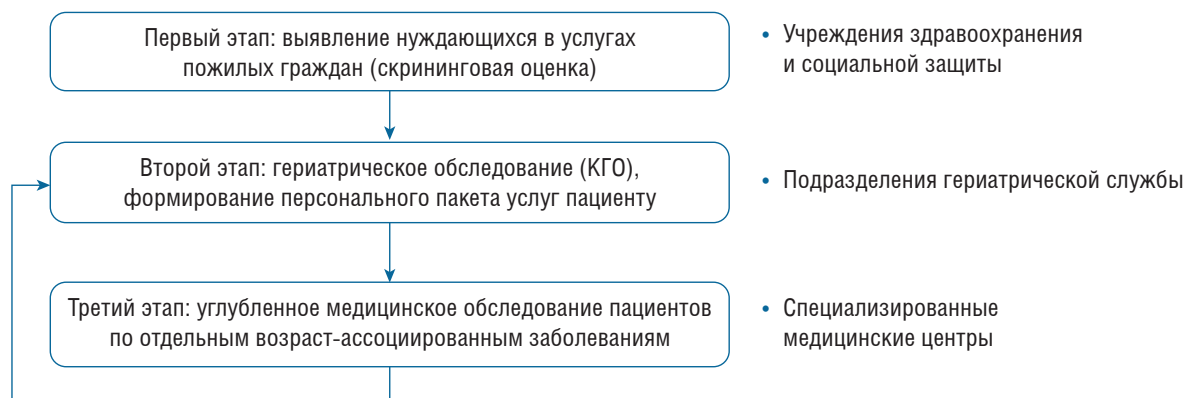 Первый этап: выявление нуждающихся в услугах
пожилых граждан (скрининговая оценка)
• Учреждения здравоохранения
и социальной защиты
Второй этап: гериатрическое обследование (КГО),
формирование персонального пакета услуг пациенту
• Подразделения гериатрической службы
Третий этап: углубленное медицинское обследование пациентов
по отдельным возраст-ассоциированным заболеваниям
• Специализированные
медицинские центры